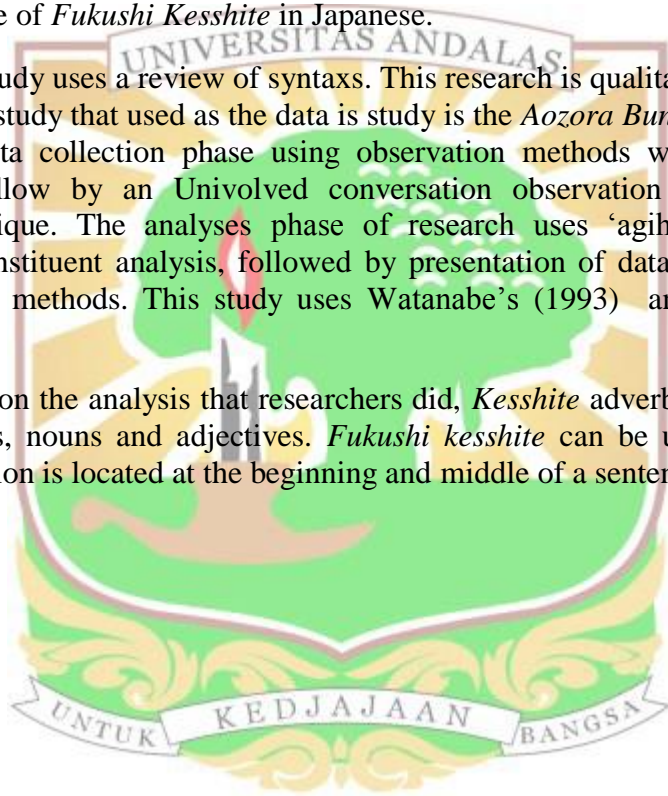 e of Fukushi Kesshite in Japanese.
UNIVERSITAS ANDALAS
udy uses a review of syntaxs. This research is qualita
study that used as the data is study is the Aozora Bun
ta collection phase using observation methods w
llow by an Univolved conversation observation
ique. The analyses phase of research uses ‘agih
nstituent analysis, followed by presentation of data
methods. This study uses Watanabe’s (1993) an
on the analysis that researchers did, Kesshite adverb
s, nouns and adjectives. Fukushi kesshite can be u
ion is located at the beginning and middle of a senten
UNTUK KEDJAJAAN BANGSA